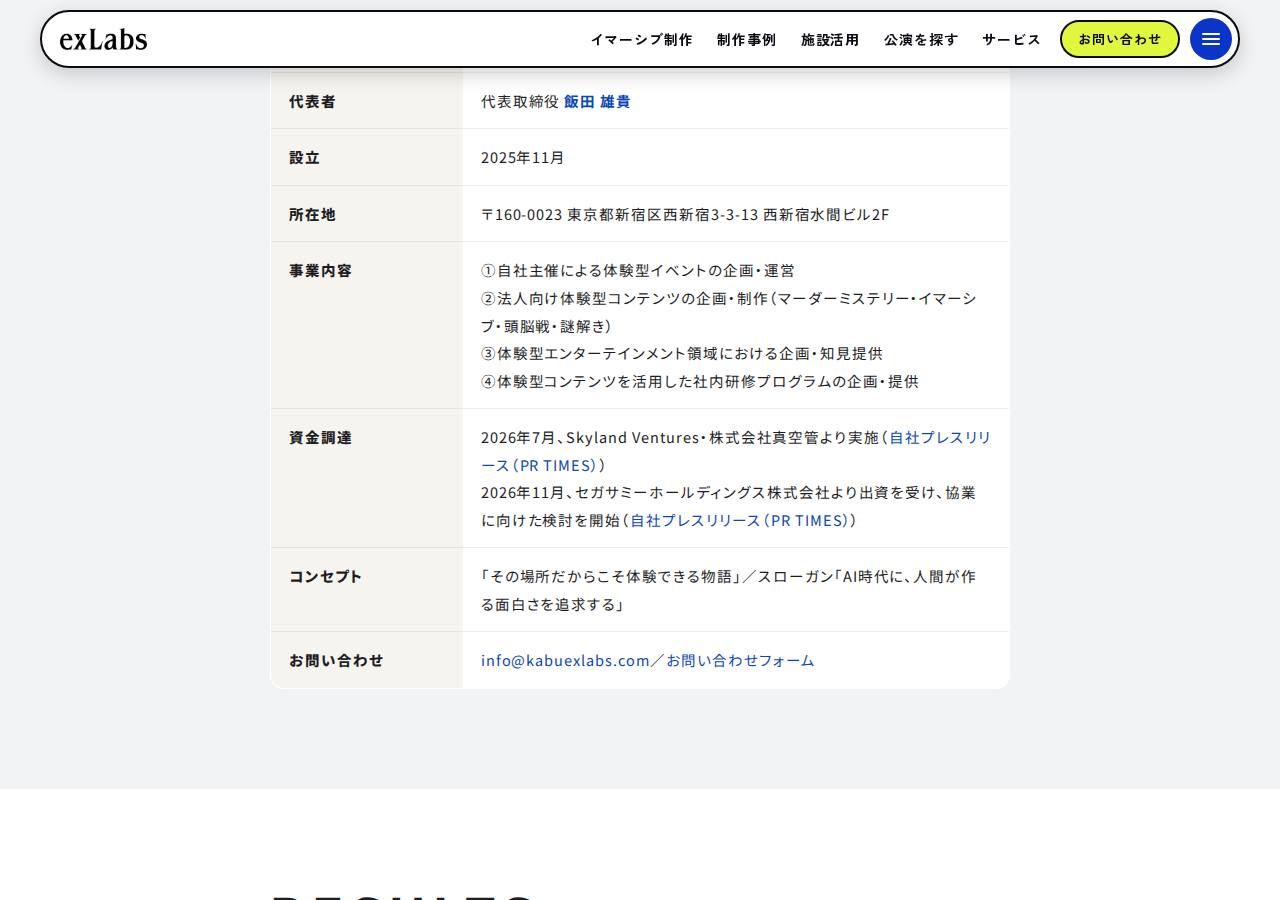 exLabs
イマーシブ制作 制作事例 施設活用 公演を探す サービス お問い合わせ
代表者 代表取締役 飯田 雄貴
設立 2025年11月
所在地 〒160-0023 東京都新宿区西新宿3-3-13 西新宿水間ビル2F
事業内容 ①自社主催による体験型イベントの企画・運営
②法人向け体験型コンテンツの企画・制作（マーダーミステリー・イマーシ
ブ・頭脳戦・謎解き）
③体験型エンターテインメント領域における企画・知見提供
④体験型コンテンツを活用した社内研修プログラムの企画・提供
資金調達 2026年7月、Skyland Ventures・株式会社真空管より実施（自社プレスリリ
ース（PR TIMES））
2026年11月、セガサミーホールディングス株式会社より出資を受け、協業
に向けた検討を開始（自社プレスリリース（PR TIMES））
コンセプト 「その場所だからこそ体験できる物語」／スローガン「AI時代に、人間が作
る面白さを追求する」
お問い合わせ info@kabuexlabs.com／お問い合わせフォーム